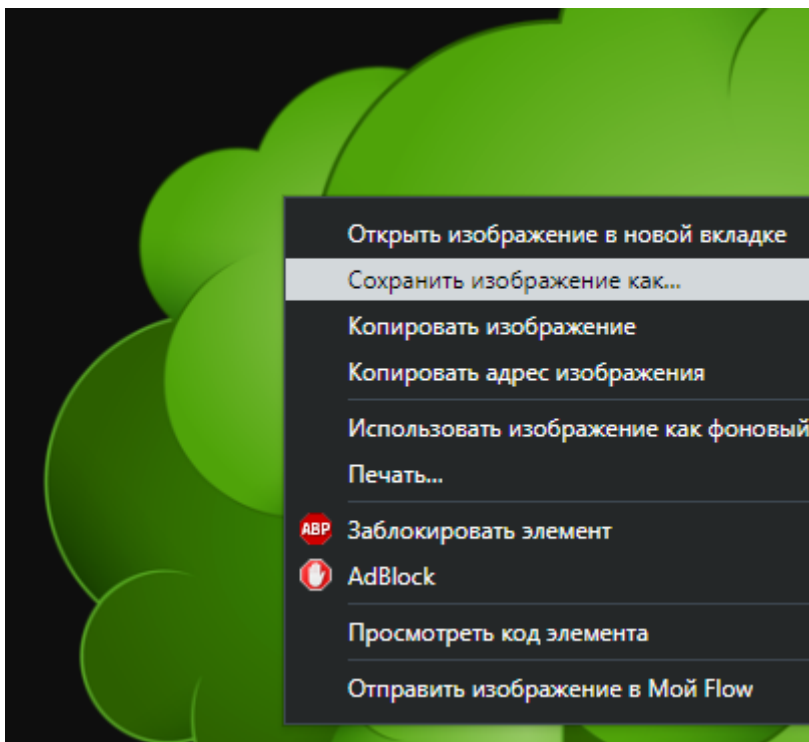 Открыть изображение в новой вкладке
Сохранить изображение как...
Копировать изображение
Копировать адрес изображения
Использовать изображение как фоновый
Печать...
ABP Заблокировать элемент
AdBlock
Просмотреть код элемента
Отправить изображение в Мой Flow